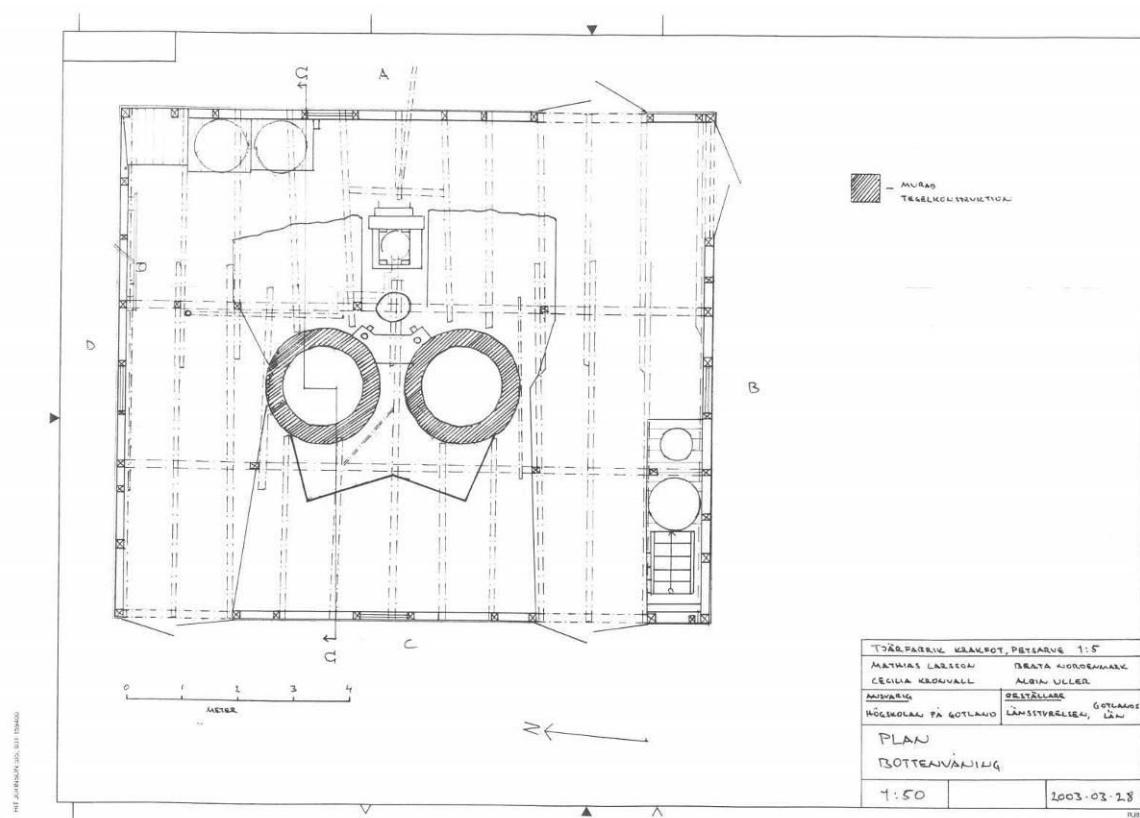 G
A
MURAD
TEGELKONSTRUKTION
D
B
C
G
0 1 2 3 4
METER
N
TJÄRFABRIK KRAKFOT, PETSARVE 1:5
MATHIAS LARSSON BEATA NORDENMARK
CECILIA KRONVALL ALBIN ULLER
ANSVARIG BESTÄLLARE
HÖGSKOLAN PÅ GOTLAND LÄNSSTYRELSEN, GOTLANDS LÄN
PLAN
BOTTENVÅNING
1:50 2003-03-28